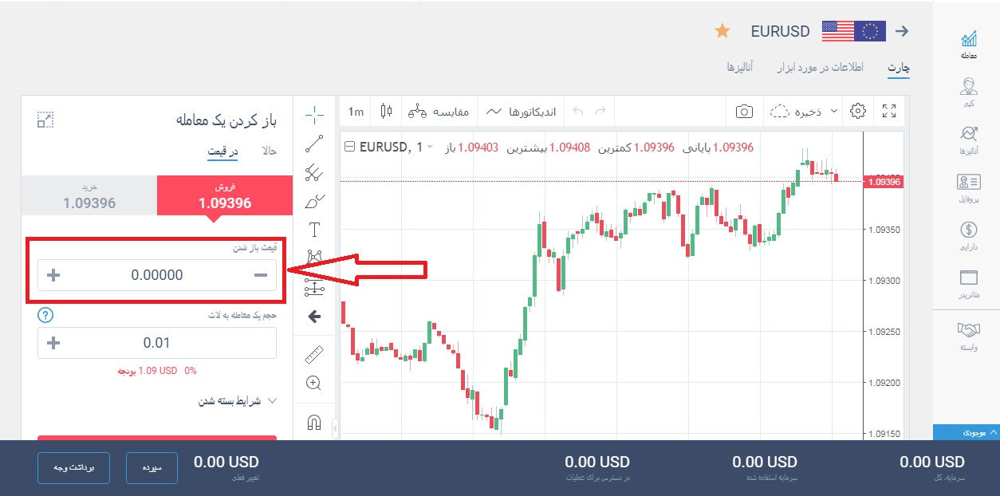 EURUSD
چارت
اطلاعات در مورد ابزار
آنالیزها
معامله
کپی
آنالیزها
پروفایل
دارایی
متاتریدر
وابسته
موجودی
باز کردن یک معامله
حالا
در قیمت
فروش
1.09396
خرید
1.09396
قیمت باز شدن
0.00000
حجم یک معامله به لات
0.01
بودجه 1.09 USD 0%
شرایط بسته شدن
1m
مقایسه
اندیکاتورها
ذخیره
EURUSD, 1
باز 1.09403 بیشترین 1.09408 کمترین 1.09396 پایانی 1.09396
1.09396
1.09350
1.09300
1.09250
1.09200
1.09150
برداشت وجه
سپرده
0.00 USD
تغییر فعلی
0.00 USD
در دسترس برای عملیات
0.00 USD
سرمایه استفاده شده
0.00 USD
سرمایه، کل